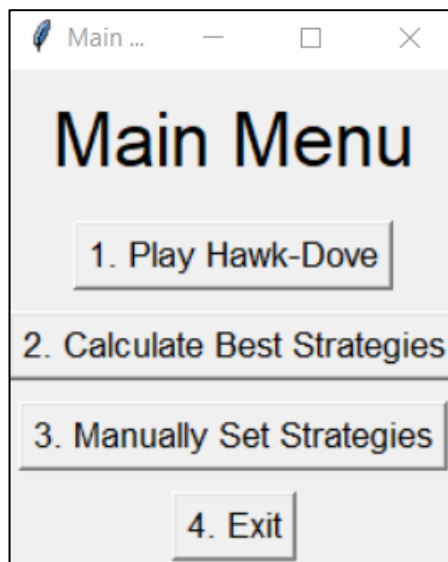 Main ...
Main Menu
1. Play Hawk-Dove
2. Calculate Best Strategies
3. Manually Set Strategies
4. Exit